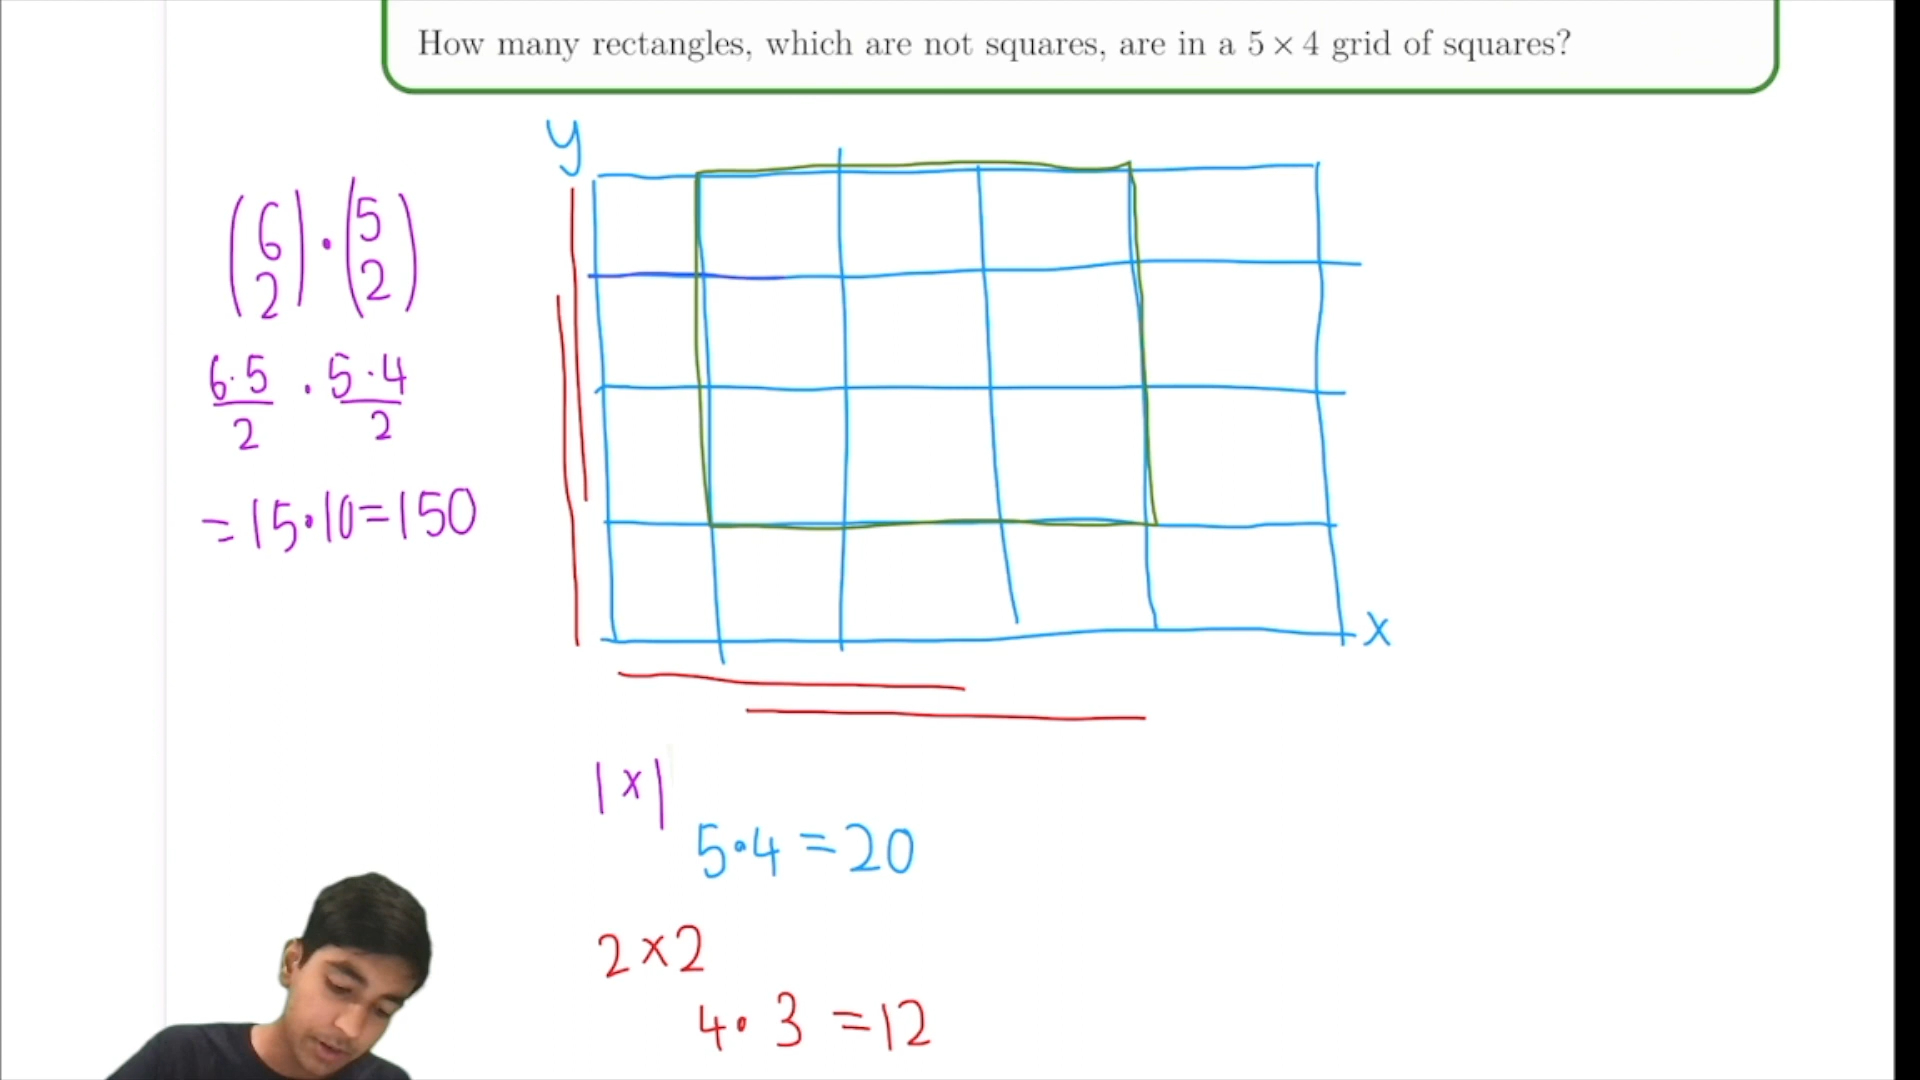 How many rectangles, which are not squares, are in a 5 × 4 grid of squares?
y
(6 2) · (5 2)
6·5/2 · 5·4/2
= 15·10 = 150
x
1×1
5·4 = 20
2×2
4·3 = 12